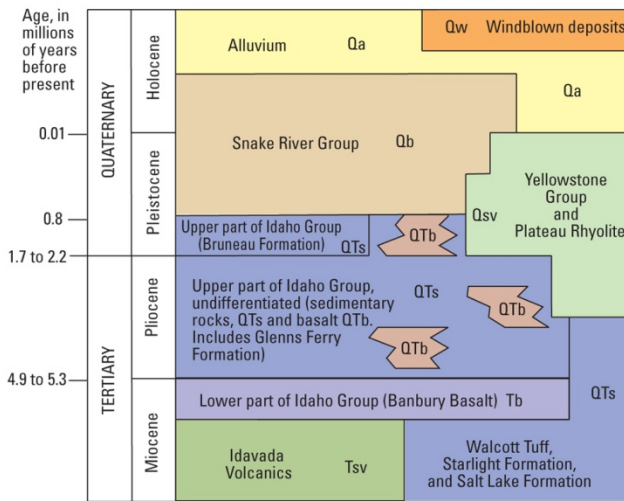 Age, in
millions
of years
before
present
0.01
0.8
1.7 to 2.2
4.9 to 5.3
QUATERNARY
TERTIARY
Holocene
Pleistocene
Pliocene
Miocene
Alluvium Qa
Qw Windblown deposits
Qa
Snake River Group Qb
Yellowstone
Group
and
Plateau Rhyolite
Qsv
Upper part of Idaho Group
(Bruneau Formation) QTs
QTb
Upper part of Idaho Group, QTs
undifferentiated (sedimentary
rocks, QTs and basalt QTb.
Includes Glenns Ferry
Formation)
QTb
QTb
QTs
Lower part of Idaho Group (Banbury Basalt) Tb
Idavada
Volcanics Tsv
Walcott Tuff,
Starlight Formation,
and Salt Lake Formation